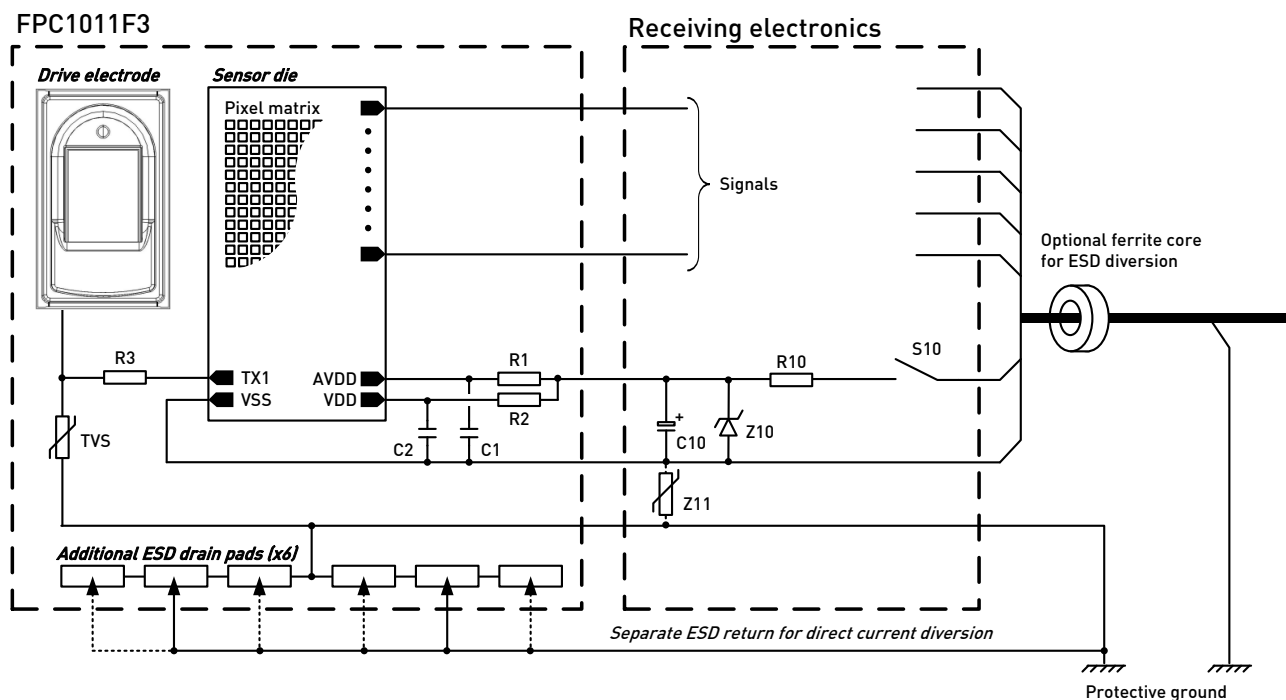 FPC1011F3
Receiving electronics
Drive electrode
Sensor die
Pixel matrix
Signals
Optional ferrite core
for ESD diversion
R3
TX1
VSS
AVDD
VDD
R1
R2
R10
S10
TVS
C2
C1
+
C10
Z10
Z11
Additional ESD drain pads (x6)
Separate ESD return for direct current diversion
Protective ground